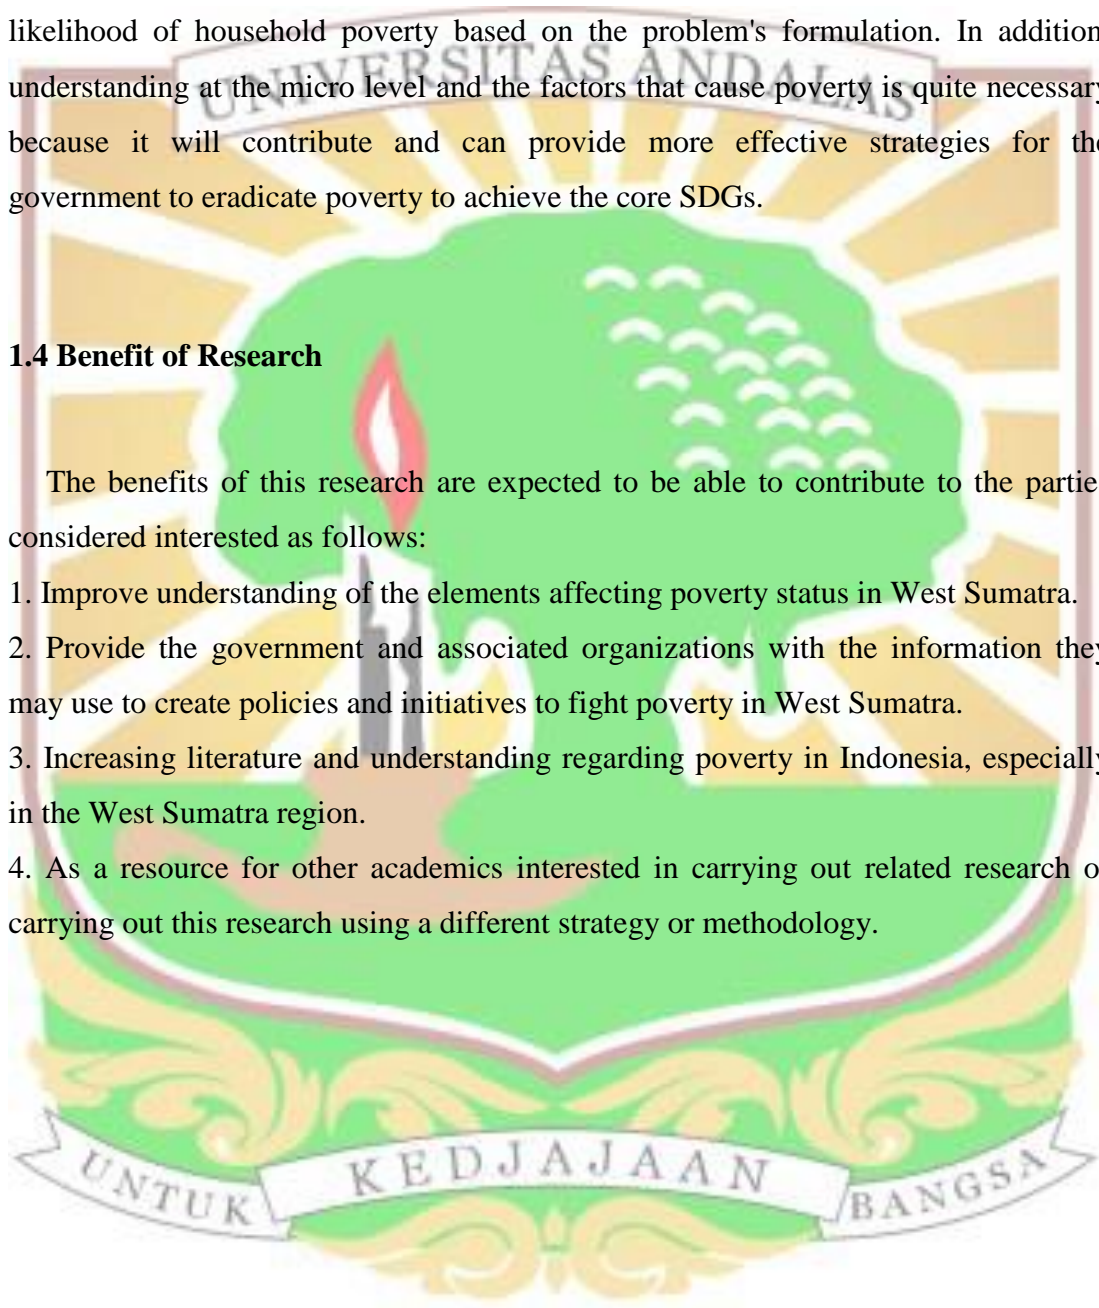 likelihood of household poverty based on the problem's formulation. In addition
understanding at the micro level and the factors that cause poverty is quite necessary
because it will contribute and can provide more effective strategies for the
government to eradicate poverty to achieve the core SDGs.
UNIVERSITAS ANDALAS
1.4 Benefit of Research
The benefits of this research are expected to be able to contribute to the partie
considered interested as follows:
1. Improve understanding of the elements affecting poverty status in West Sumatra.
2. Provide the government and associated organizations with the information they
may use to create policies and initiatives to fight poverty in West Sumatra.
3. Increasing literature and understanding regarding poverty in Indonesia, especially
in the West Sumatra region.
4. As a resource for other academics interested in carrying out related research o
carrying out this research using a different strategy or methodology.
UNTUK KEDJAJAAN BANGSA